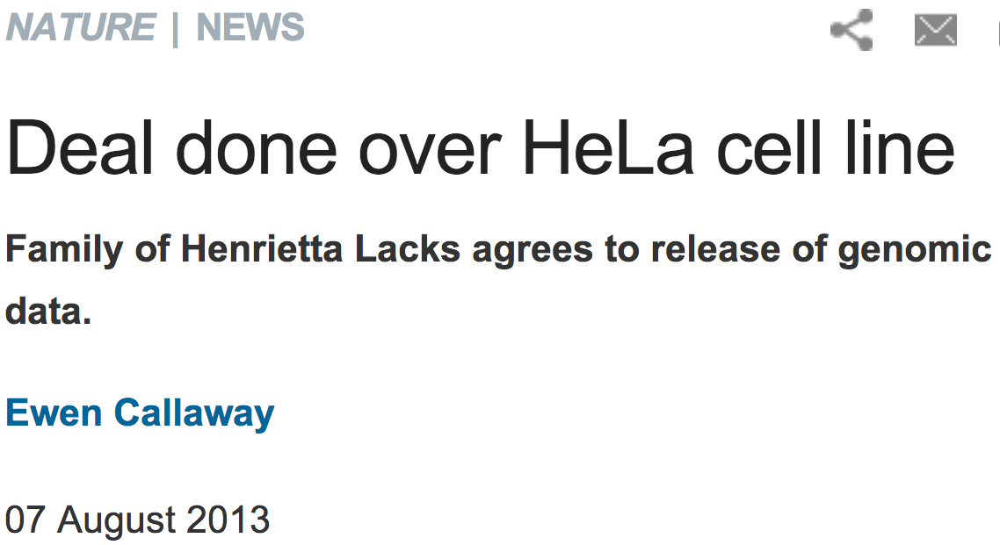 NATURE | NEWS
Deal done over HeLa cell line
Family of Henrietta Lacks agrees to release of genomic
data.
Ewen Callaway
07 August 2013